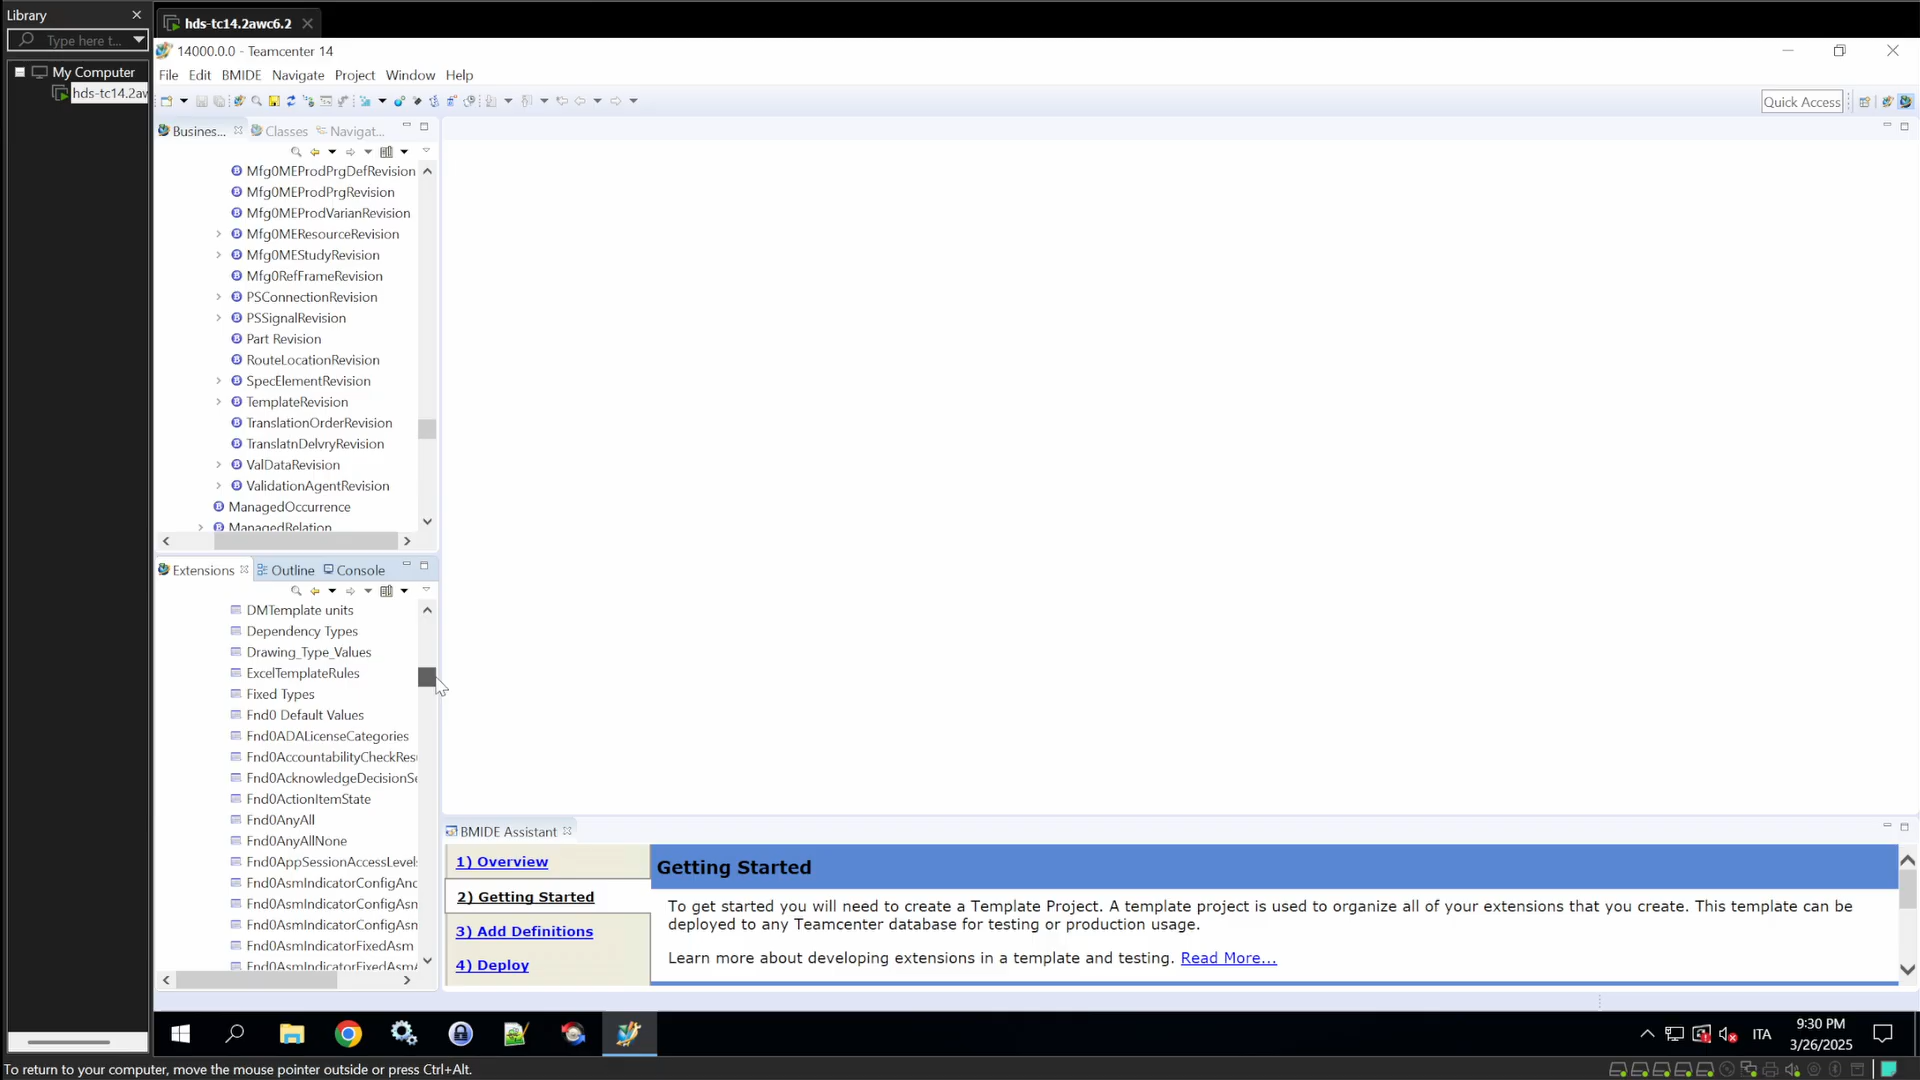 Library
hds-tc14.2awc6.2
Type here t...
14000.0.0 - Teamcenter 14
My Computer
File Edit BMIDE Navigate Project Window Help
hds-tc14.2aw
Quick Access
Busines... Classes Navigat...
Mfg0MEProdPrgDefRevision
Mfg0MEProdPrgRevision
Mfg0MEProdVarianRevision
Mfg0MEResourceRevision
Mfg0MEStudyRevision
Mfg0RefFrameRevision
PSConnectionRevision
PSSignalRevision
Part Revision
RouteLocationRevision
SpecElementRevision
TemplateRevision
TranslationOrderRevision
TranslatnDelvryRevision
ValDataRevision
ValidationAgentRevision
ManagedOccurrence
ManagedRelation
Extensions Outline Console
DMTemplate units
Dependency Types
Drawing_Type_Values
ExcelTemplateRules
Fixed Types
Fnd0 Default Values
Fnd0ADALicenseCategories
Fnd0AccountabilityCheckRes
Fnd0AcknowledgeDecisionSe
Fnd0ActionItemState
Fnd0AnyAll
Fnd0AnyAllNone
Fnd0AppSessionAccessLevel
Fnd0AsmIndicatorConfigAnd
Fnd0AsmIndicatorConfigAsn
Fnd0AsmIndicatorConfigAsn
Fnd0AsmIndicatorFixedAsm
Fnd0AsmIndicatorFixedAsmA
BMIDE Assistant
1) Overview
2) Getting Started
3) Add Definitions
4) Deploy
Getting Started
To get started you will need to create a Template Project. A template project is used to organize all of your extensions that you create. This template can be
deployed to any Teamcenter database for testing or production usage.
Learn more about developing extensions in a template and testing. Read More...
ITA
9:30 PM
3/26/2025
To return to your computer, move the mouse pointer outside or press Ctrl+Alt.